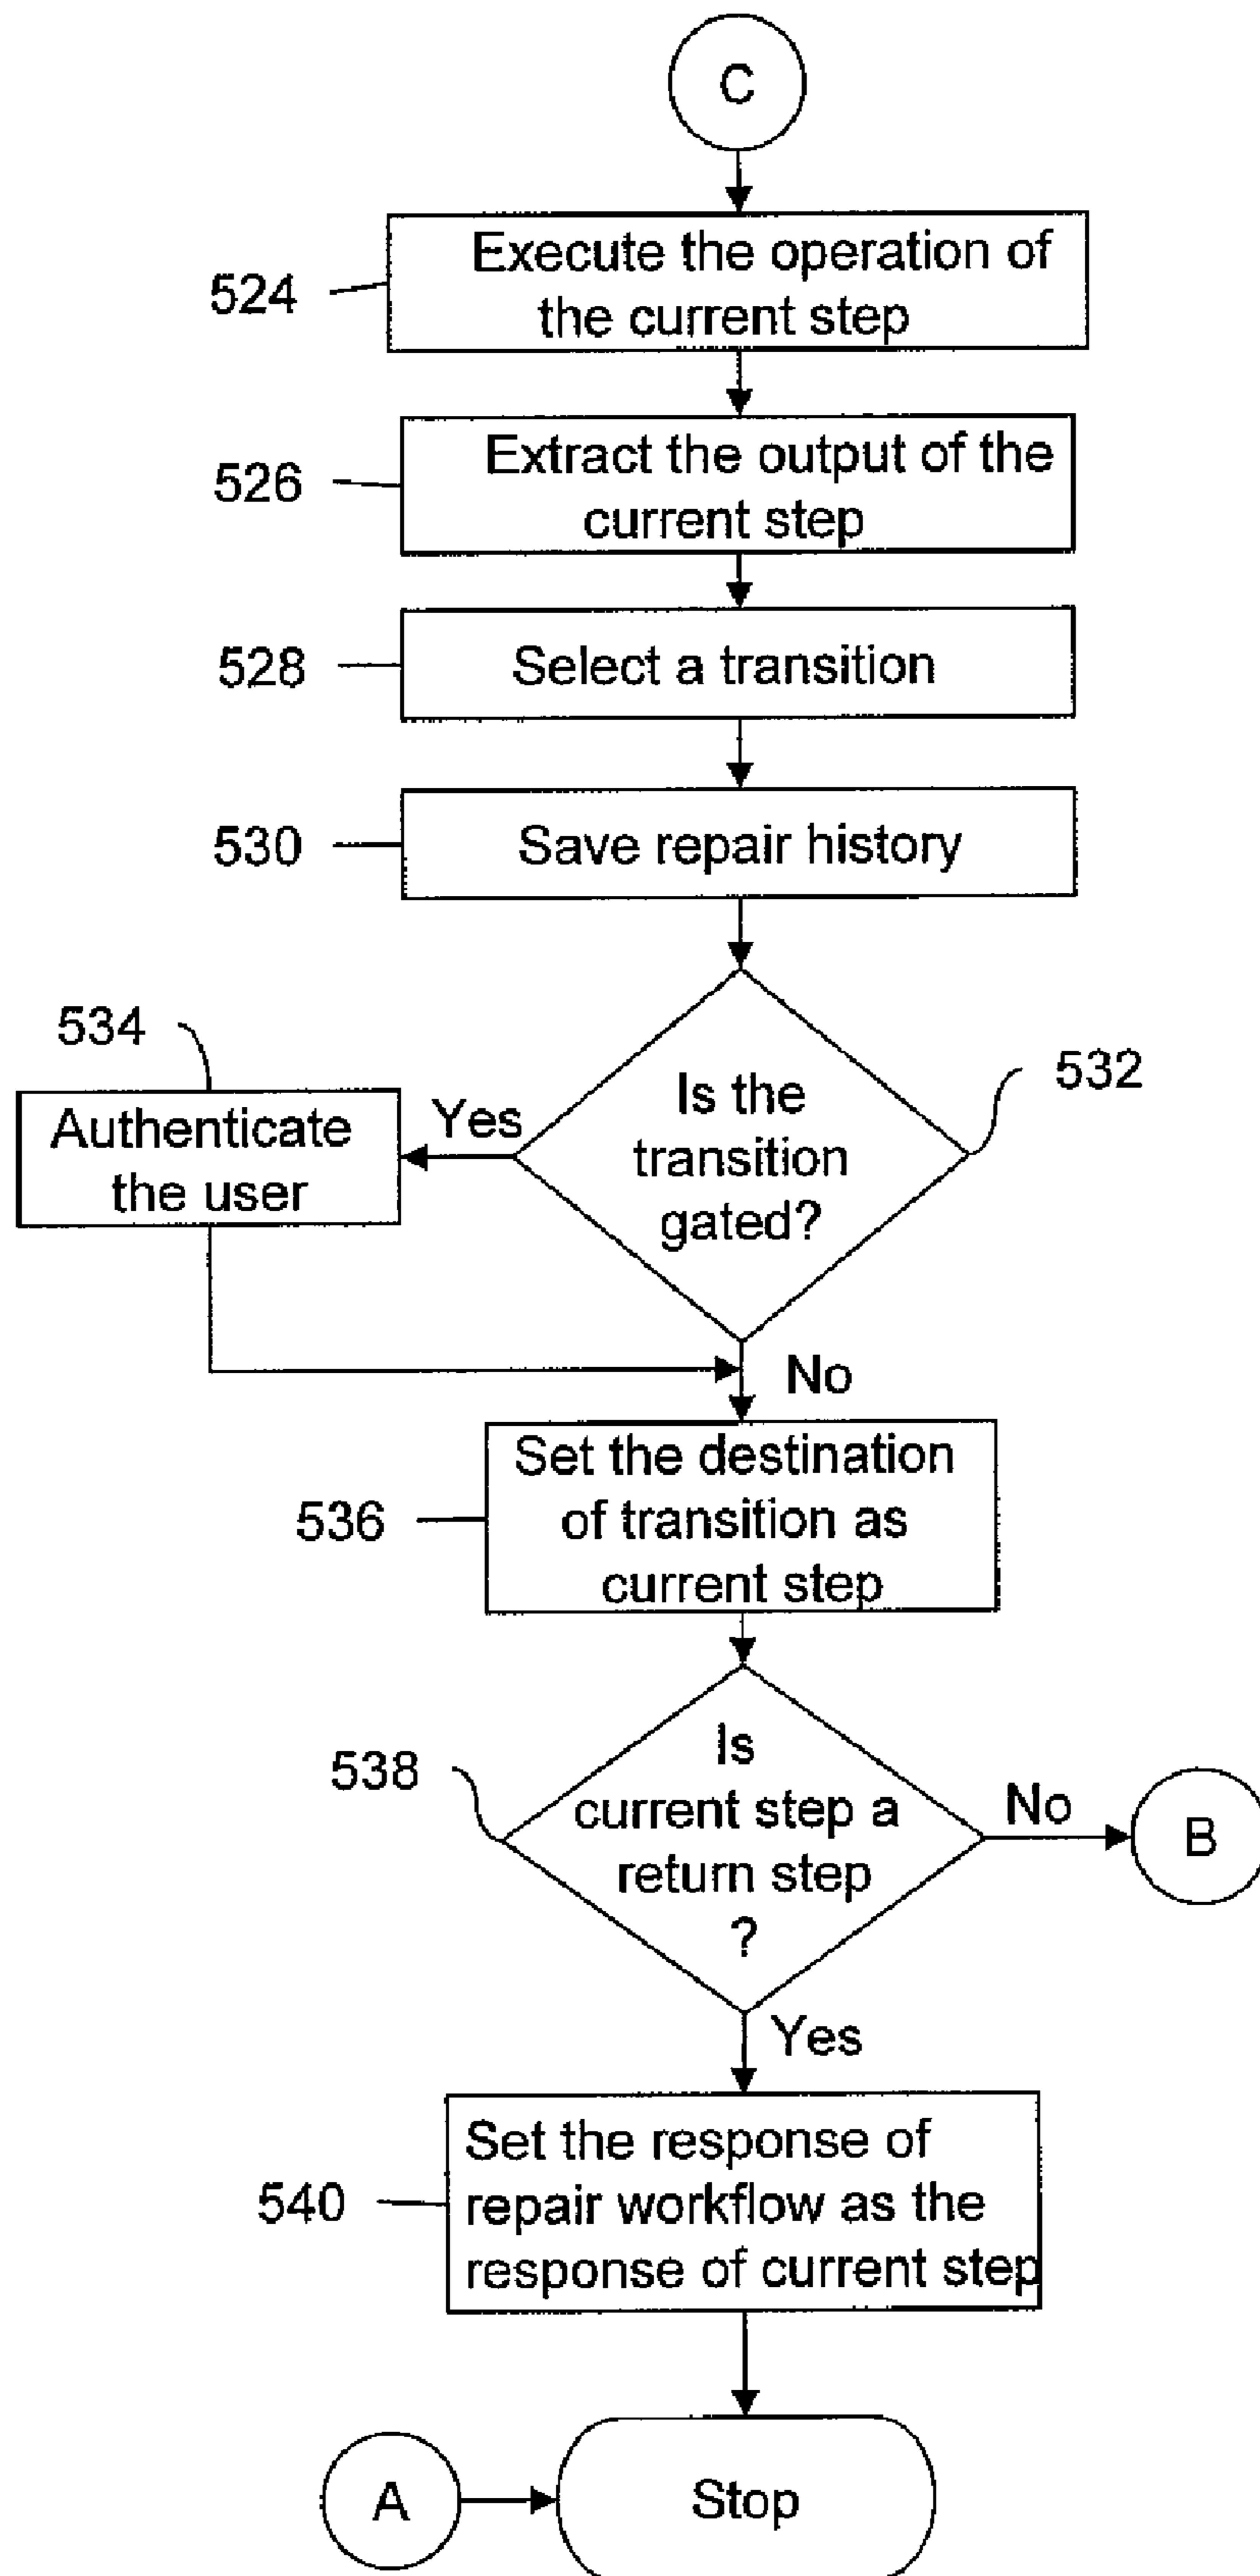 C
524
Execute the operation of
the current step
526
Extract the output of the
current step
528
Select a transition
530
Save repair history
534
Authenticate
the user
Yes
Is the
transition
gated?
532
No
536
Set the destination
of transition as
current step
538
Is
current step a
return step
?
No
B
Yes
540
Set the response of
repair workflow as the
response of current step
A
Stop